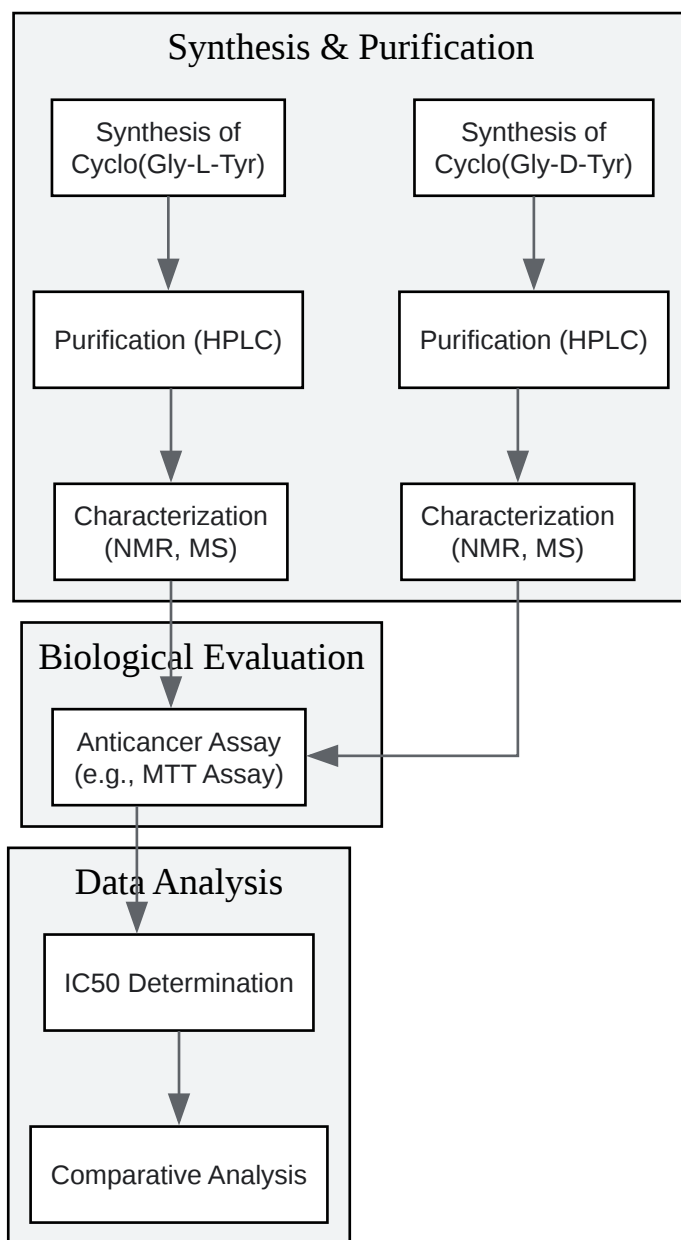 Synthesis & Purification
Synthesis of
Cyclo(Gly-L-Tyr)
Synthesis of
Cyclo(Gly-D-Tyr)
Purification (HPLC)
Purification (HPLC)
Characterization
(NMR, MS)
Characterization
(NMR, MS)
Biological Evaluation
Anticancer Assay
(e.g., MTT Assay)
Data Analysis
IC50 Determination
Comparative Analysis